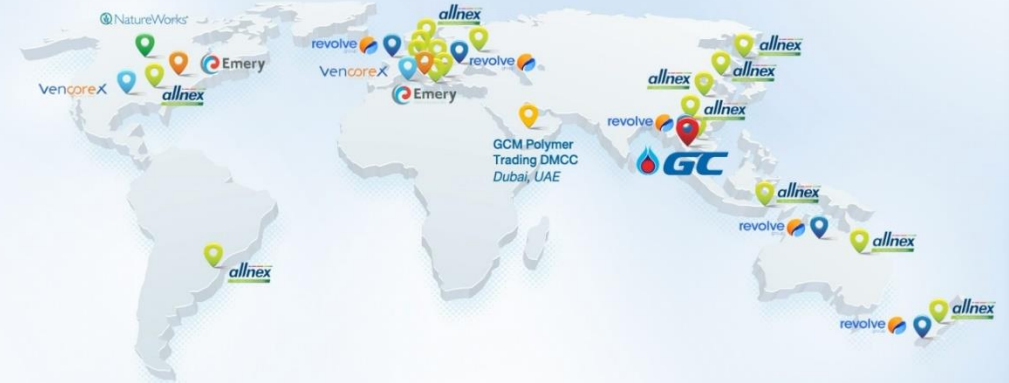 NatureWorks
allnex
revolve
allnex
Emery
revolve
allnex
VencoreX
allnex
VencoreX
allnex
Emery
allnex
revolve
GCM Polymer
Trading DMCC
Dubai, UAE
GC
allnex
revolve
allnex
allnex
allnex
revolve